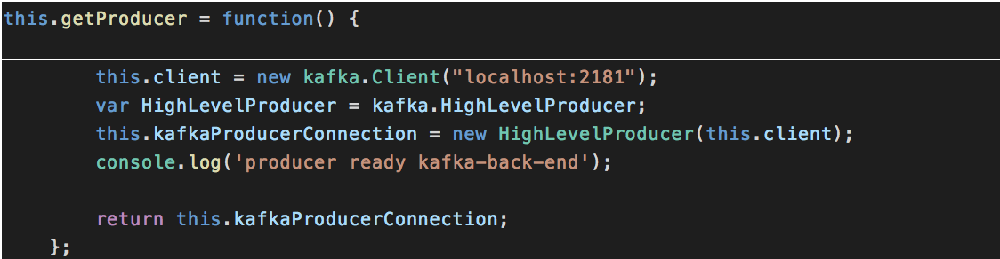 this.getProducer = function() {
this.client = new kafka.Client("localhost:2181");
var HighLevelProducer = kafka.HighLevelProducer;
this.kafkaProducerConnection = new HighLevelProducer(this.client);
console.log('producer ready kafka-back-end');
return this.kafkaProducerConnection;
};